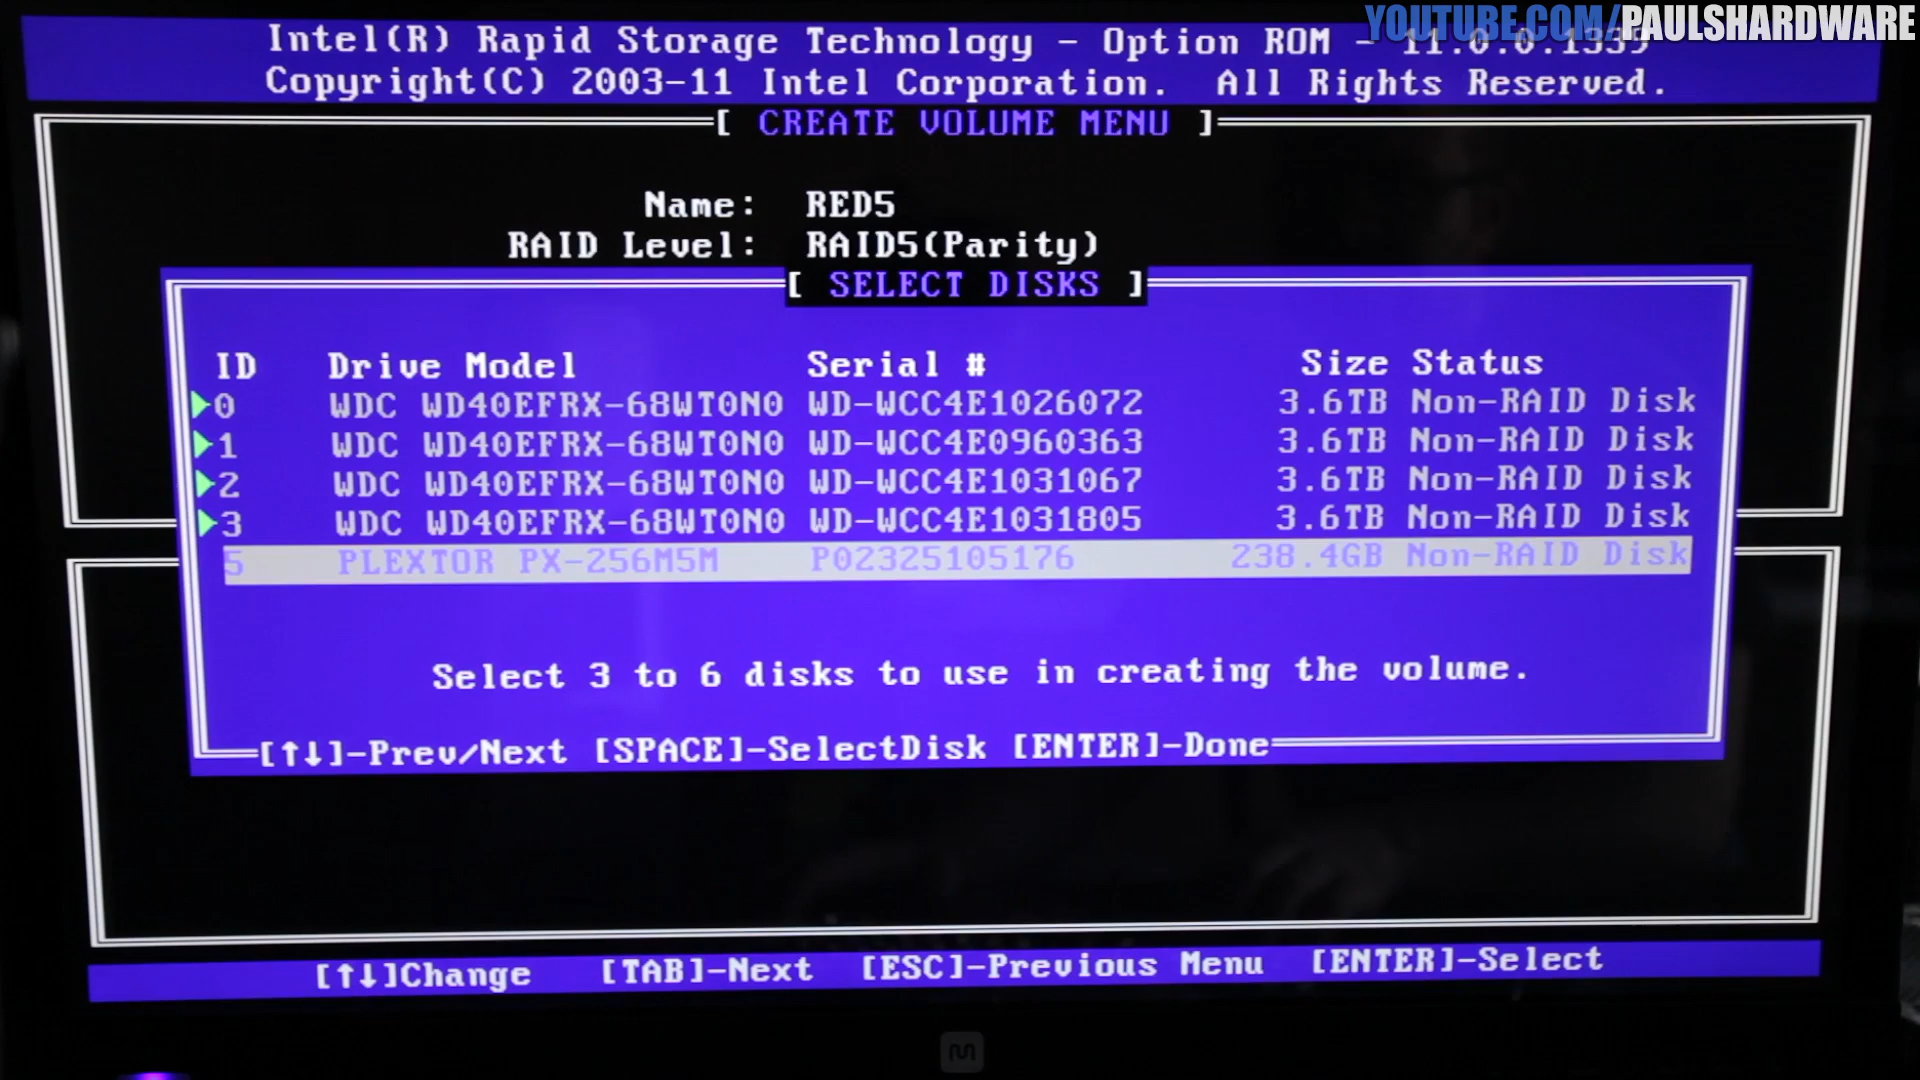 YOUTUBE.COM/PAULSHARDWARE
Intel(R) Rapid Storage Technology - Option ROM - 11.0.0.1339
Copyright(C) 2003-11 Intel Corporation. All Rights Reserved.
[ CREATE VOLUME MENU ]
Name: RED5
RAID Level: RAID5(Parity)
[ SELECT DISKS ]
ID Drive Model Serial # Size Status
0 WDC WD40EFRX-68WT0N0 WD-WCC4E1026072 3.6TB Non-RAID Disk
1 WDC WD40EFRX-68WT0N0 WD-WCC4E0960363 3.6TB Non-RAID Disk
2 WDC WD40EFRX-68WT0N0 WD-WCC4E1031067 3.6TB Non-RAID Disk
3 WDC WD40EFRX-68WT0N0 WD-WCC4E1031805 3.6TB Non-RAID Disk
5 PLEXTOR PX-256M5M P02325105176 238.4GB Non-RAID Disk
Select 3 to 6 disks to use in creating the volume.
[↑↓]-Prev/Next [SPACE]-SelectDisk [ENTER]-Done
[↑↓]Change [TAB]-Next [ESC]-Previous Menu [ENTER]-Select